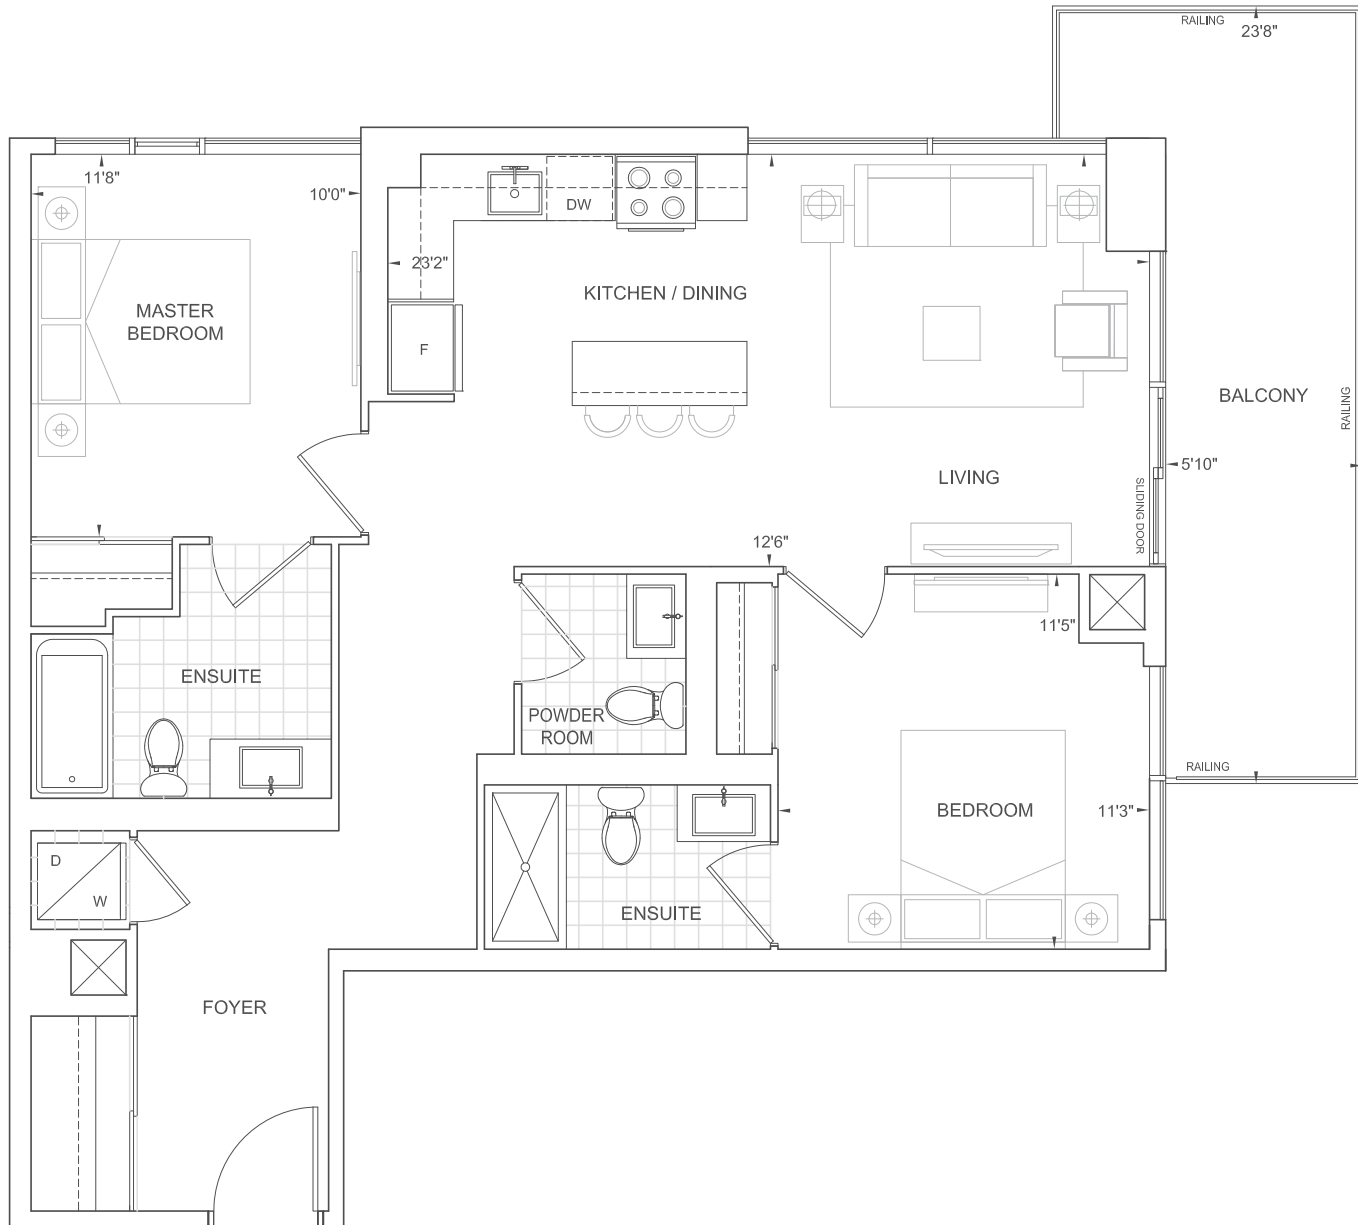 RAILING
23'8"
11'8"
10'0"
DW
23'2"
KITCHEN / DINING
MASTER
BEDROOM
F
BALCONY
RAILING
5'10"
LIVING
SLIDING DOOR
12'6"
11'5"
ENSUITE
POWDER
ROOM
RAILING
BEDROOM
11'3"
D
W
ENSUITE
FOYER